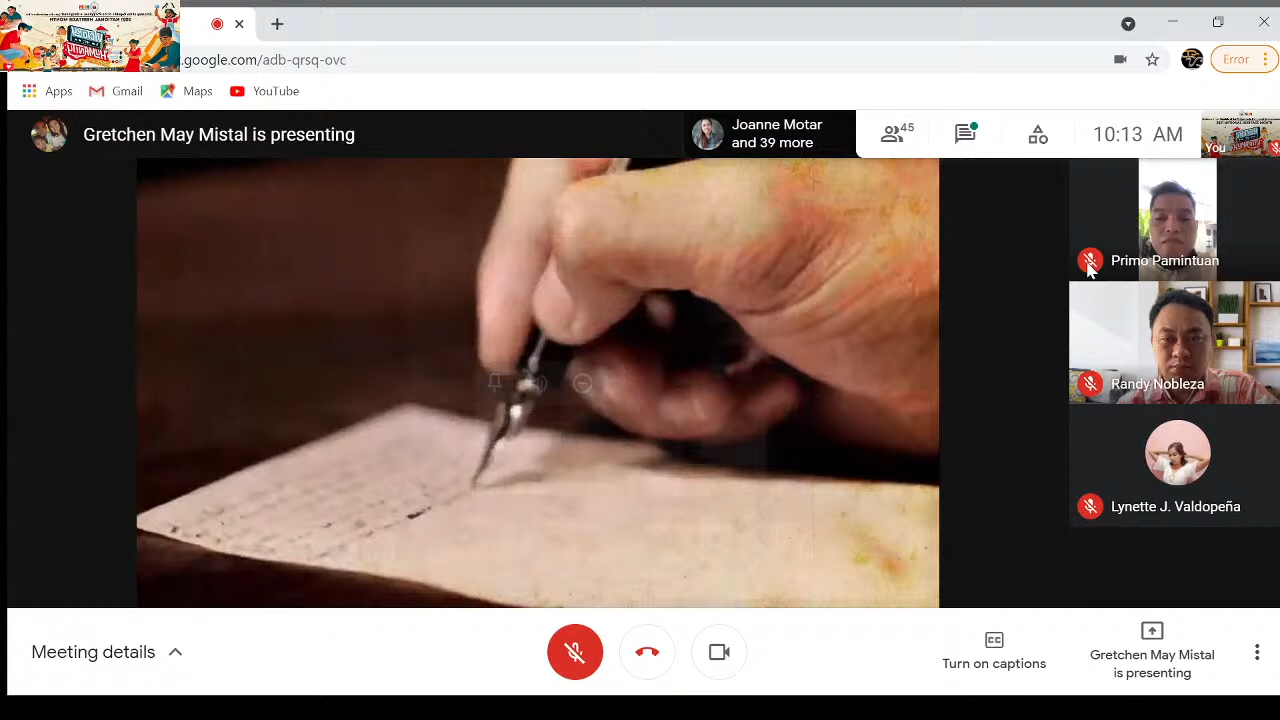 .google.com/adb-qrsq-ovc
Error
Apps
Gmail
Maps
YouTube
Gretchen May Mistal is presenting
Joanne Motar
and 39 more
45
10:13 AM
You
Primo Pamintuan
Randy Nobleza
Lynette J. Valdopeña
Meeting details
Turn on captions
Gretchen May Mistal
is presenting